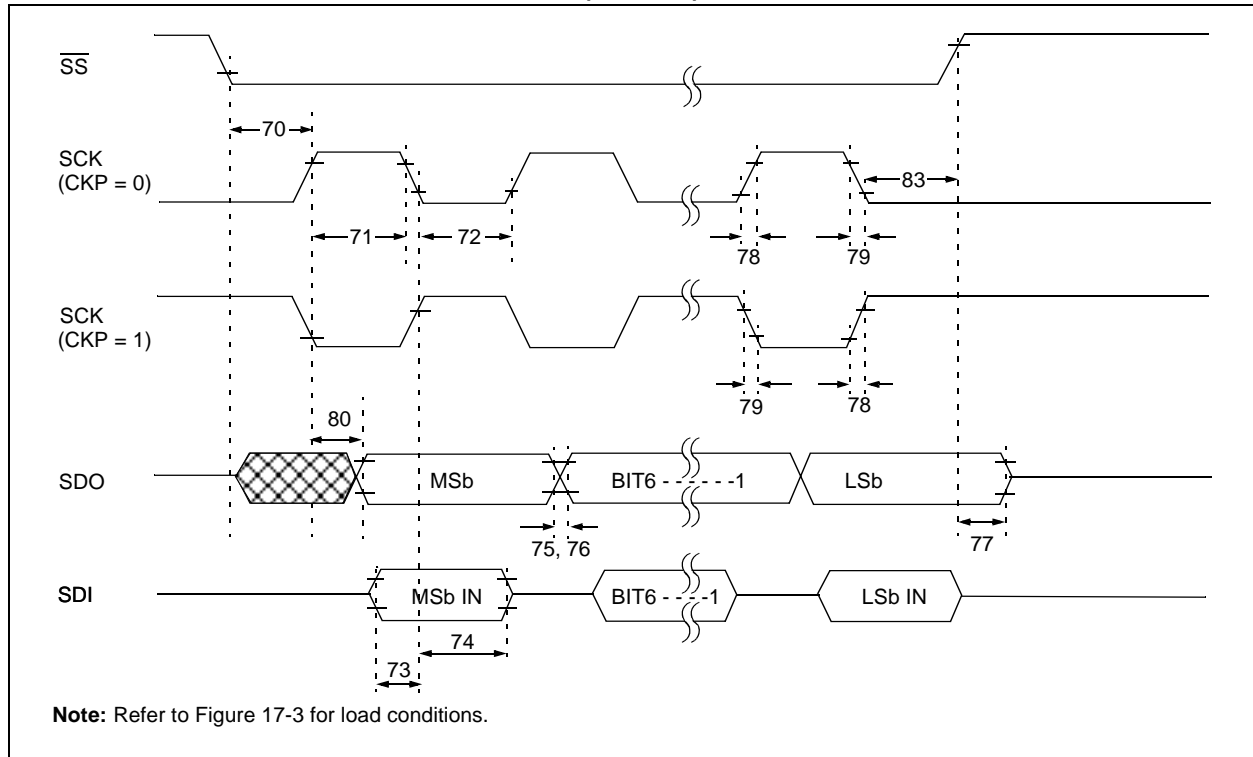 SS
70
SCK
(CKP = 0)
83
71
72
78
79
SCK
(CKP = 1)
79
78
80
SDO
MSb
BIT6 - - - - - - -1
LSb
75, 76
77
SDI
MSb IN
BIT6 - - - - -1
LSb IN
74
73
Note: Refer to Figure 17-3 for load conditions.